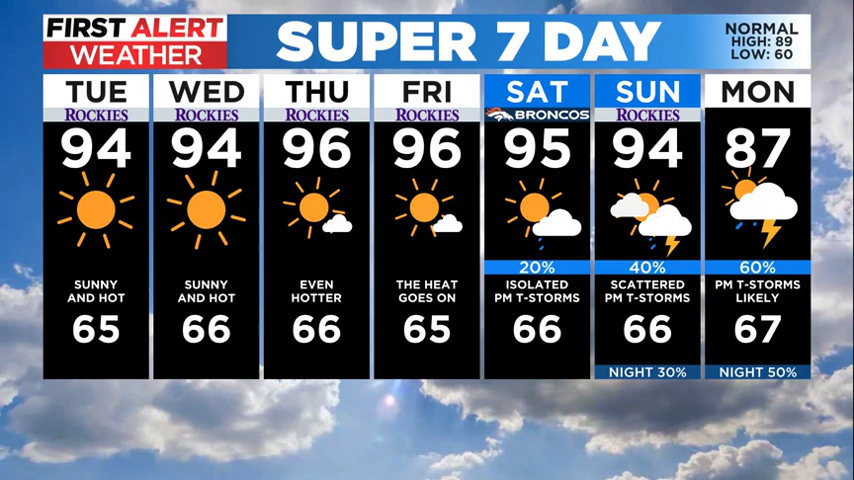 FIRST ALERT
WEATHER
SUPER 7 DAY
NORMAL
HIGH: 89
LOW: 60
TUE
ROCKIES
94
SUNNY
AND HOT
65
WED
ROCKIES
94
SUNNY
AND HOT
66
THU
ROCKIES
96
EVEN
HOTTER
66
FRI
ROCKIES
96
THE HEAT
GOES ON
65
SAT
BRONCOS
95
20%
ISOLATED
PM T-STORMS
66
SUN
ROCKIES
94
40%
SCATTERED
PM T-STORMS
66
NIGHT 30%
MON
87
60%
PM T-STORMS
LIKELY
67
NIGHT 50%